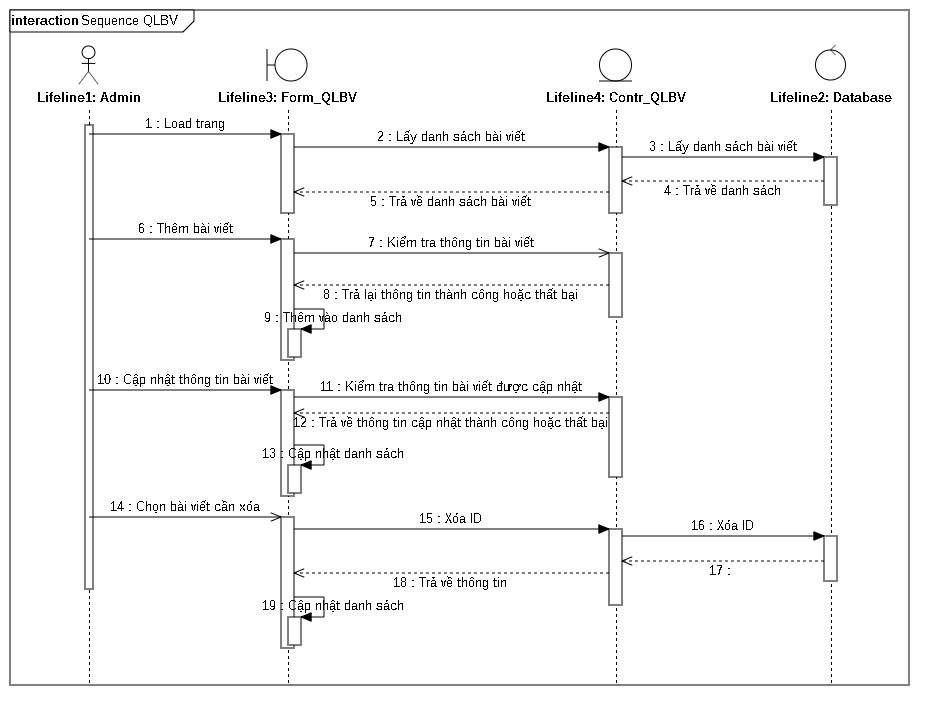 interaction Sequence QLBV
Lifeline1: Admin
Lifeline3: Form_QLBV
Lifeline4: Contr_QLBV
Lifeline2: Database
1 : Load trang
2 : Lấy danh sách bài viết
3 : Lấy danh sách bài viết
4 : Trả về danh sách
5 : Trả về danh sách bài viết
6 : Thêm bài viết
7 : Kiểm tra thông tin bài viết
8 : Trả lại thông tin thành công hoặc thất bại
9 : Thêm vào danh sách
10 : Cập nhật thông tin bài viết
11 : Kiểm tra thông tin bài viết được cập nhật
12 : Trả về thông tin cập nhật thành công hoặc thất bại
13 : Cập nhật danh sách
14 : Chọn bài viết cần xóa
15 : Xóa ID
16 : Xóa ID
17 :
18 : Trả về thông tin
19 : Cập nhật danh sách